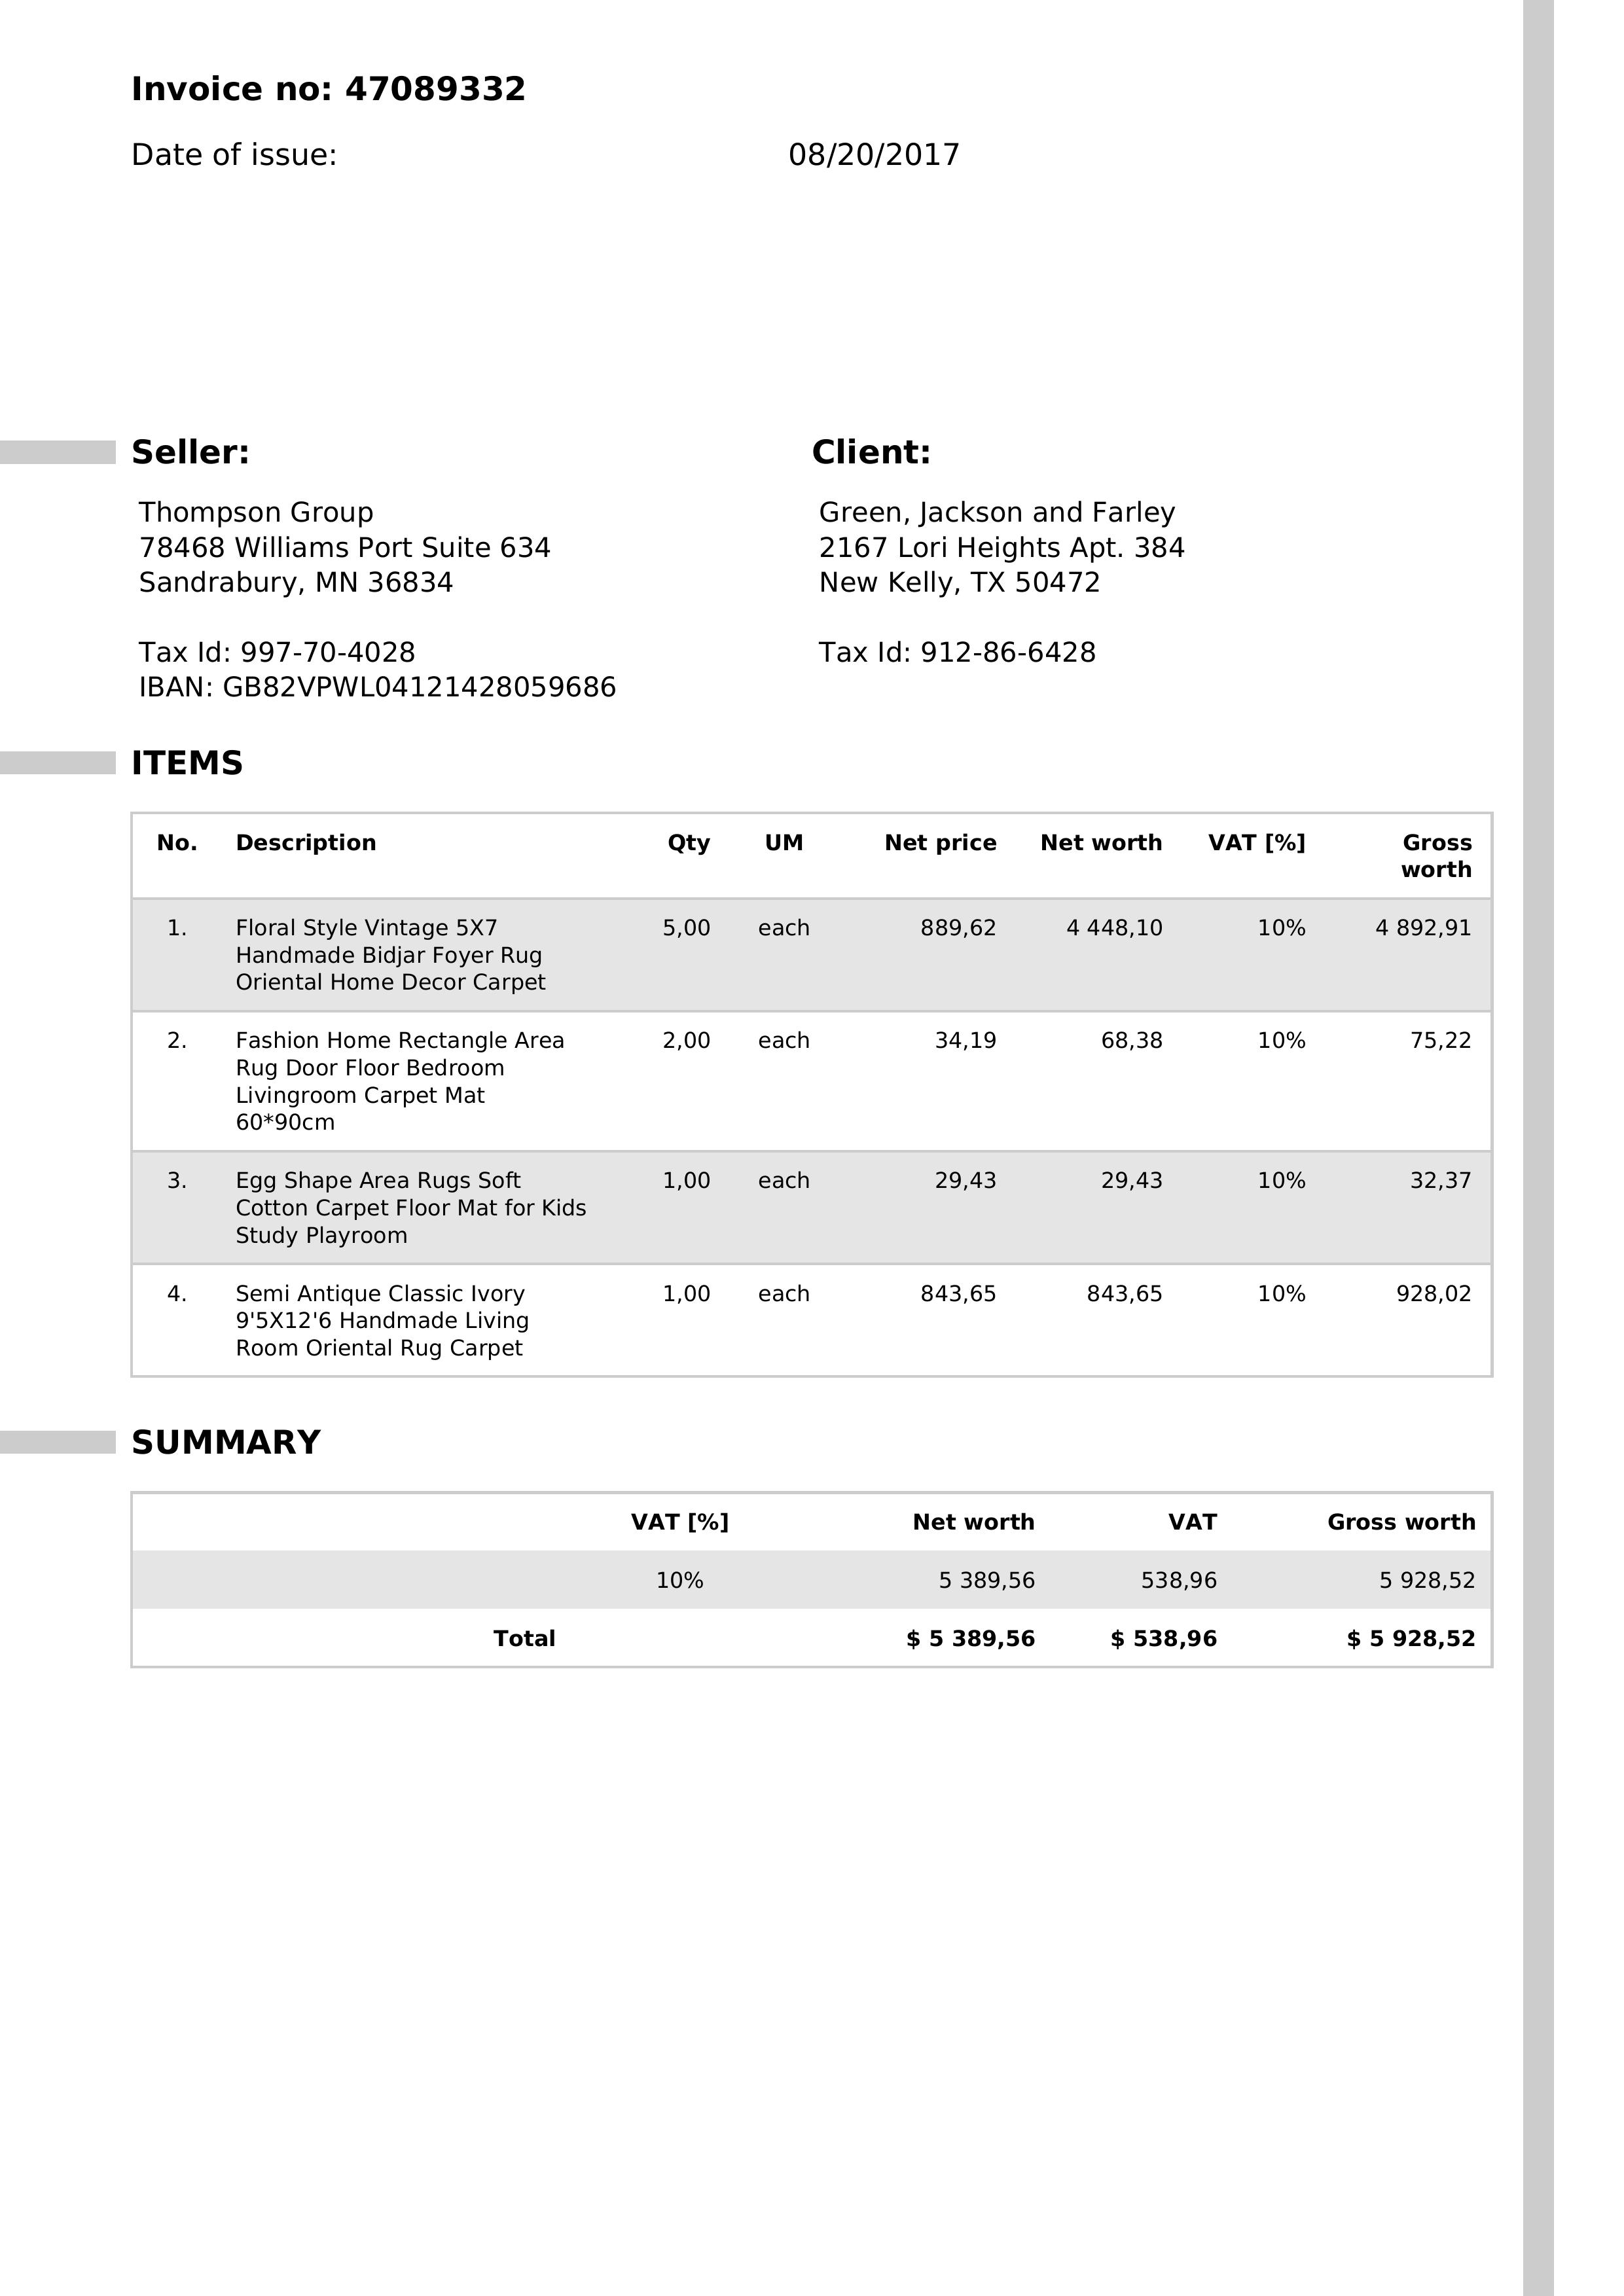 Invoice no: 47089332
Date of issue: 08/20/2017
Seller:
Thompson Group
78468 Williams Port Suite 634
Sandrabury, MN 36834
Tax Id: 997-70-4028
IBAN: GB82VPWL04121428059686
Client:
Green, Jackson and Farley
2167 Lori Heights Apt. 384
New Kelly, TX 50472
Tax Id: 912-86-6428
ITEMS
No. Description Qty UM Net price Net worth VAT [%] Gross
worth
1. Floral Style Vintage 5X7 5,00 each 889,62 4 448,10 10% 4 892,91
Handmade Bidjar Foyer Rug
Oriental Home Decor Carpet
2. Fashion Home Rectangle Area 2,00 each 34,19 68,38 10% 75,22
Rug Door Floor Bedroom
Livingroom Carpet Mat
60*90cm
3. Egg Shape Area Rugs Soft 1,00 each 29,43 29,43 10% 32,37
Cotton Carpet Floor Mat for Kids
Study Playroom
4. Semi Antique Classic Ivory 1,00 each 843,65 843,65 10% 928,02
9'5X12'6 Handmade Living
Room Oriental Rug Carpet
SUMMARY
VAT [%] Net worth VAT Gross worth
10% 5 389,56 538,96 5 928,52
Total $ 5 389,56 $ 538,96 $ 5 928,52